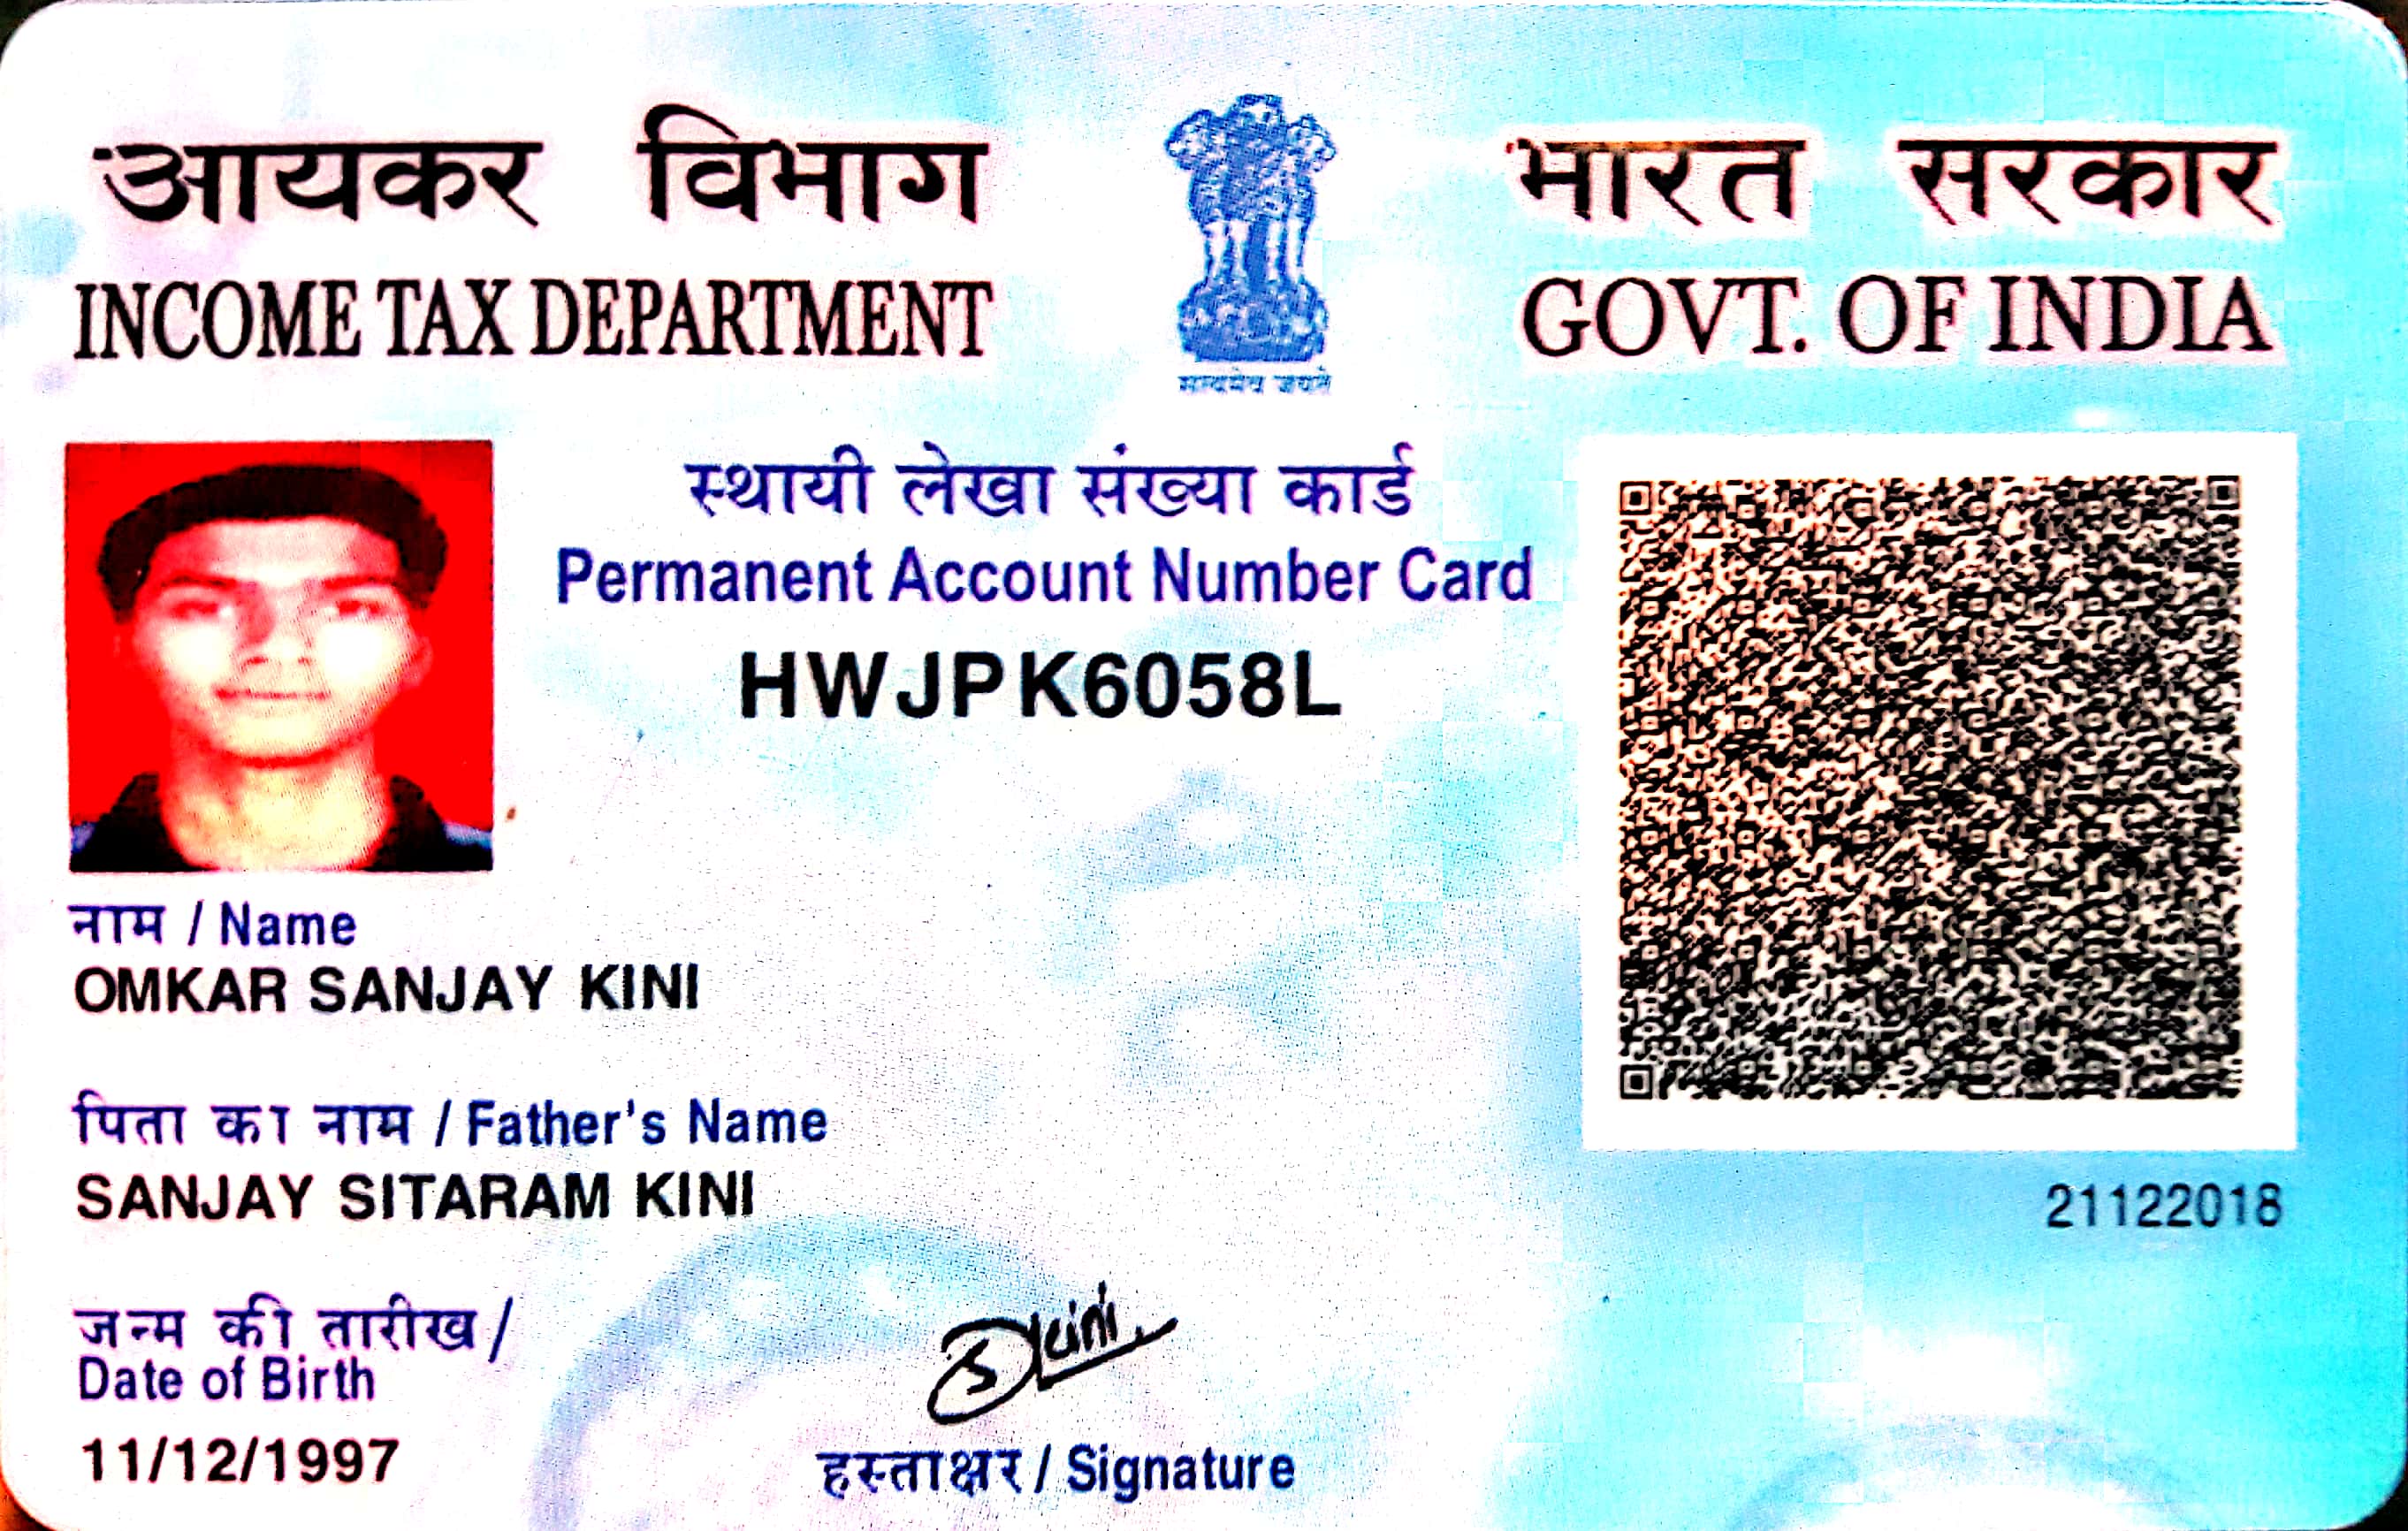 आयकर विभाग
INCOME TAX DEPARTMENT
सत्यमेव जयते
भारत सरकार
GOVT. OF INDIA
स्थायी लेखा संख्या कार्ड
Permanent Account Number Card
HWJPK6058L
नाम / Name
OMKAR SANJAY KINI
पिता का नाम / Father's Name
SANJAY SITARAM KINI
21122018
जन्म की तारीख /
Date of Birth
11/12/1997
हस्ताक्षर / Signature